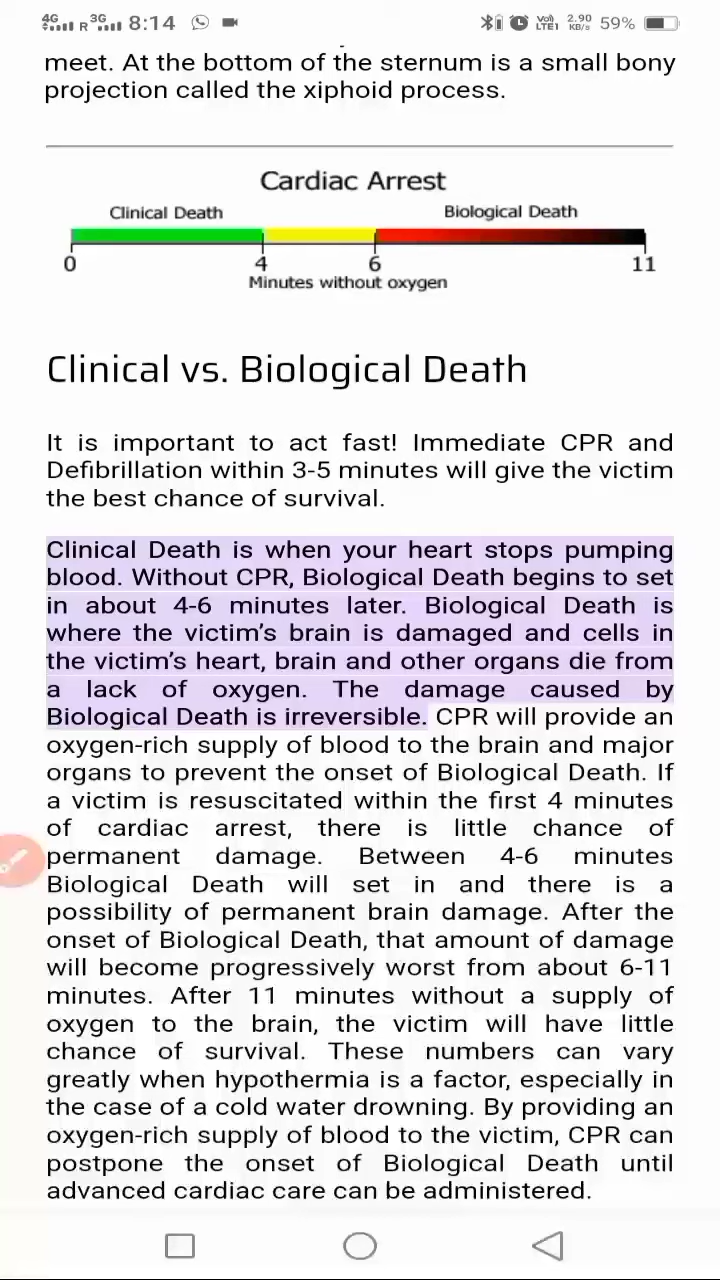 4G R 3G 8:14 Vo) LTE1 2.90 KB/s 59%
meet. At the bottom of the sternum is a small bony
projection called the xiphoid process.
Cardiac Arrest
Clinical Death Biological Death
0 4 6 11
Minutes without oxygen
Clinical vs. Biological Death
It is important to act fast! Immediate CPR and
Defibrillation within 3-5 minutes will give the victim
the best chance of survival.
Clinical Death is when your heart stops pumping
blood. Without CPR, Biological Death begins to set
in about 4-6 minutes later. Biological Death is
where the victim's brain is damaged and cells in
the victim's heart, brain and other organs die from
a lack of oxygen. The damage caused by
Biological Death is irreversible. CPR will provide an
oxygen-rich supply of blood to the brain and major
organs to prevent the onset of Biological Death. If
a victim is resuscitated within the first 4 minutes
of cardiac arrest, there is little chance of
permanent damage. Between 4-6 minutes
Biological Death will set in and there is a
possibility of permanent brain damage. After the
onset of Biological Death, that amount of damage
will become progressively worst from about 6-11
minutes. After 11 minutes without a supply of
oxygen to the brain, the victim will have little
chance of survival. These numbers can vary
greatly when hypothermia is a factor, especially in
the case of a cold water drowning. By providing an
oxygen-rich supply of blood to the victim, CPR can
postpone the onset of Biological Death until
advanced cardiac care can be administered.